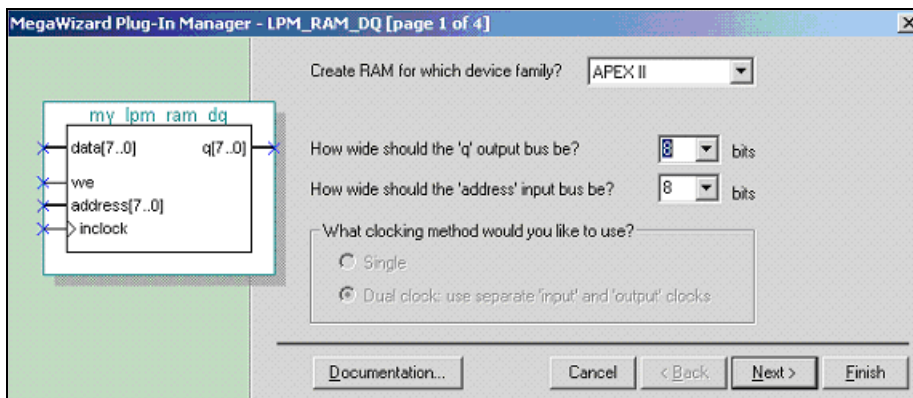 MegaWizard Plug-In Manager - LPM_RAM_DQ [page 1 of 4]
Create RAM for which device family? APEX II
my_lpm_ram_dq
data[7..0] q[7..0]
we
address[7..0]
inclock
How wide should the 'q' output bus be? 8 bits
How wide should the 'address' input bus be? 8 bits
What clocking method would you like to use?
Single
Dual clock: use separate 'input' and 'output' clocks
Documentation... Cancel < Back Next > Finish